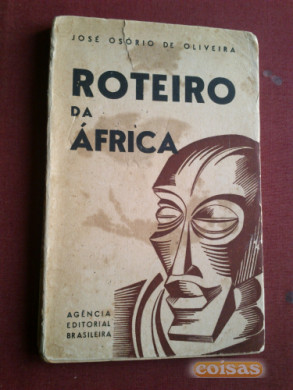 JOSÉ OSÓRIO DE OLIVEIRA
ROTEIRO
DA
ÁFRICA
AGÊNCIA
EDITORIAL
BRASILEIRA
coisas